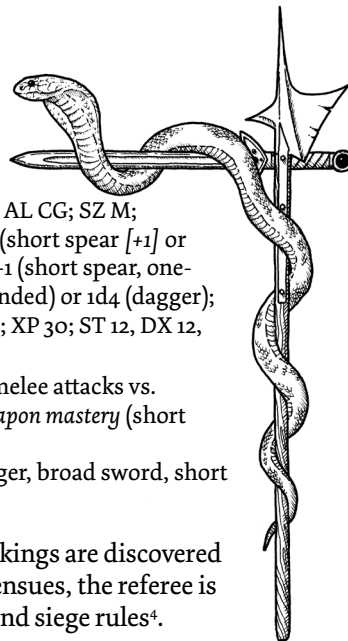 AL CG; SZ M;
(short spear [+1] or
-1 (short spear, one-
nded) or 1d4 (dagger);
; XP 30; ST 12, DX 12,
nelee attacks vs.
apon mastery (short
ger, broad sword, short
kings are discovered
ensues, the referee is
nd siege rules⁴.